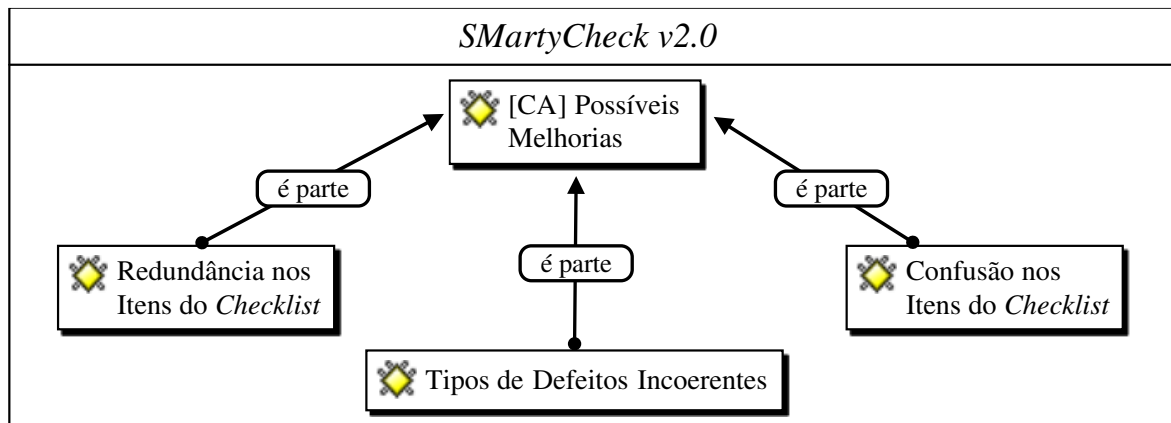 SMartyCheck v2.0
[CA] Possíveis
Melhorias
é parte
é parte
é parte
Redundância nos
Itens do Checklist
Confusão nos
Itens do Checklist
Tipos de Defeitos Incoerentes